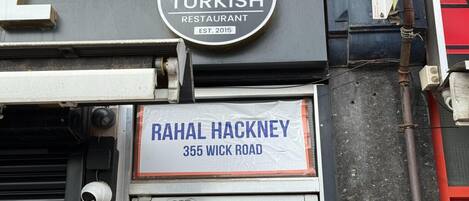 TURKISH
RESTAURANT
EST. 2015
RAHAL HACKNEY
355 WICK ROAD